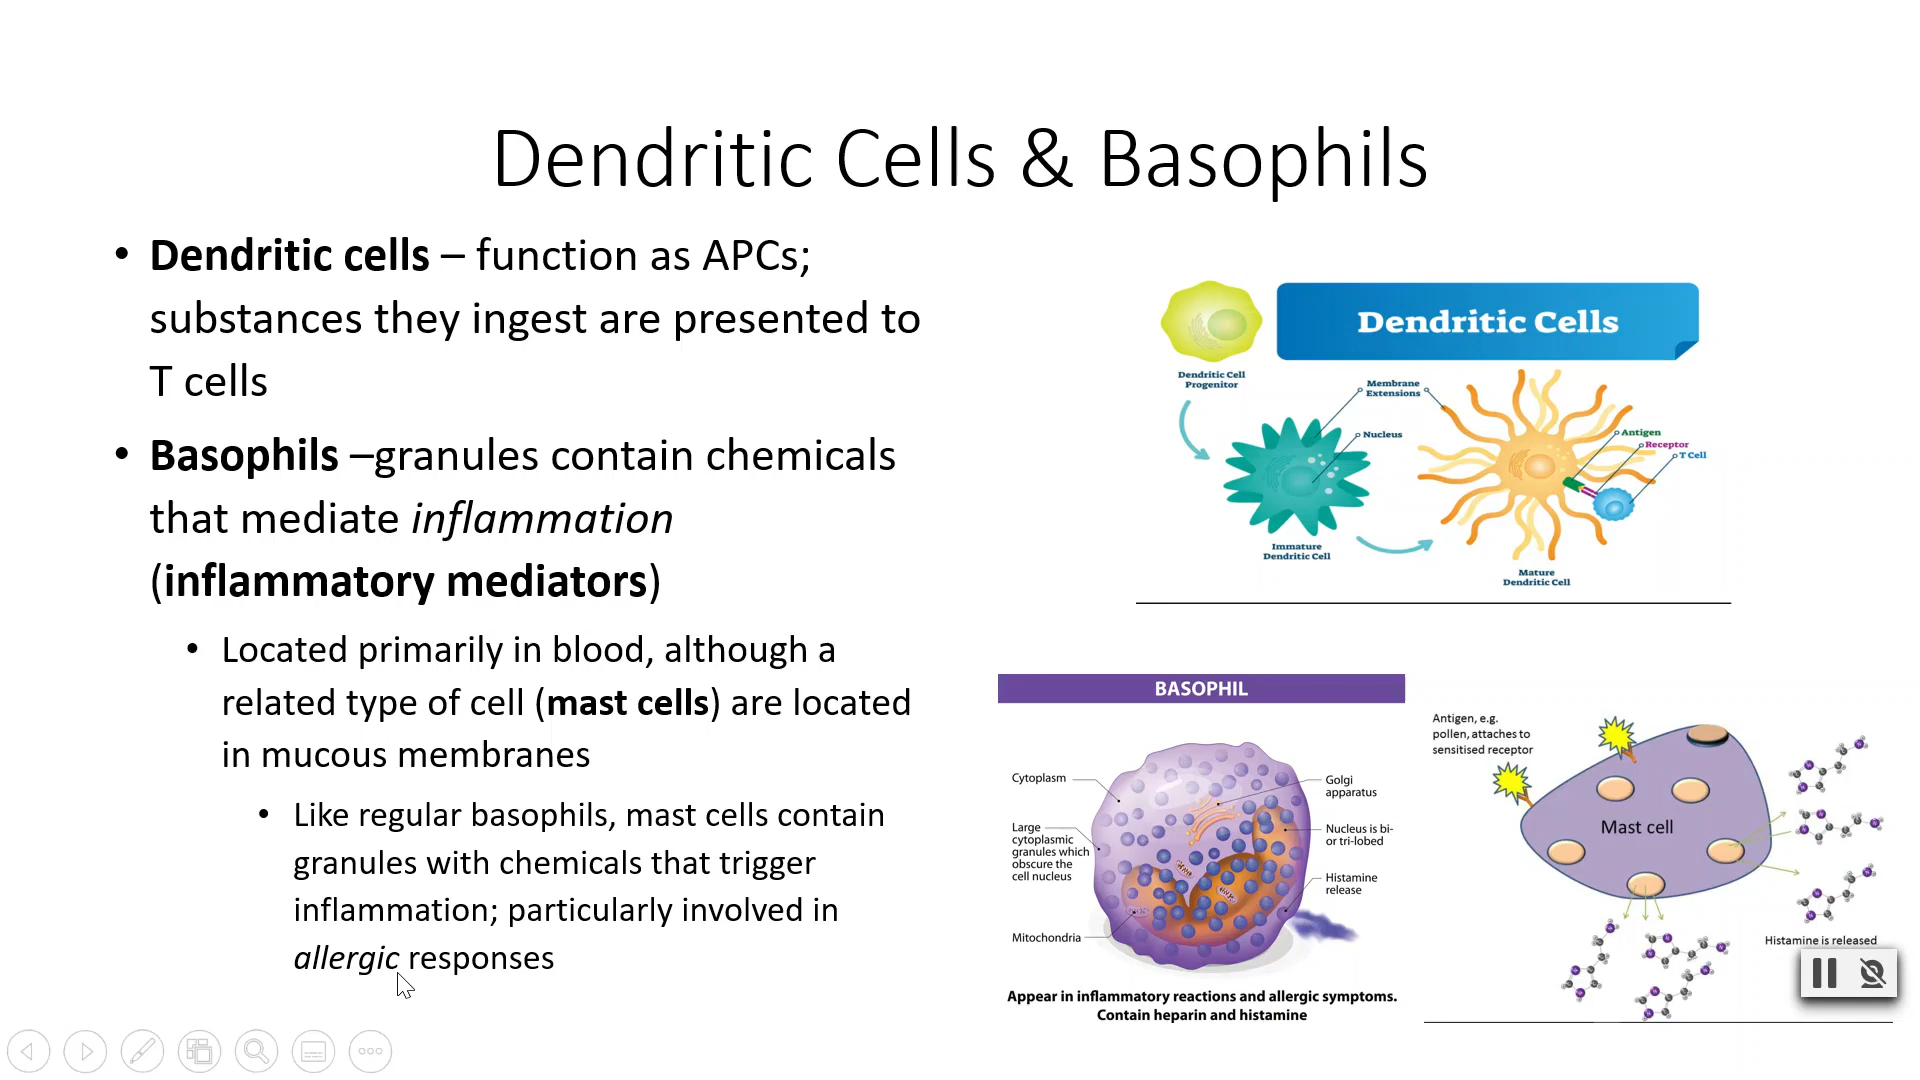 Dendritic Cells & Basophils
• Dendritic cells – function as APCs;
substances they ingest are presented to
T cells
• Basophils –granules contain chemicals
that mediate inflammation
(inflammatory mediators)
• Located primarily in blood, although a
related type of cell (mast cells) are located
in mucous membranes
• Like regular basophils, mast cells contain
granules with chemicals that trigger
inflammation; particularly involved in
allergic responses
Dendritic Cells
Dendritic Cell
Progenitor
Membrane
Extensions
Nucleus
Antigen
Receptor
T Cell
Immature
Dendritic Cell
Mature
Dendritic Cell
BASOPHIL
Cytoplasm
Large
cytoplasmic
granules which
obscure the
cell nucleus
Mitochondria
Golgi
apparatus
Nucleus is bi-
or tri-lobed
Histamine
release
Appear in inflammatory reactions and allergic symptoms.
Contain heparin and histamine
Antigen, e.g.
pollen, attaches to
sensitised receptor
Mast cell
Histamine is released